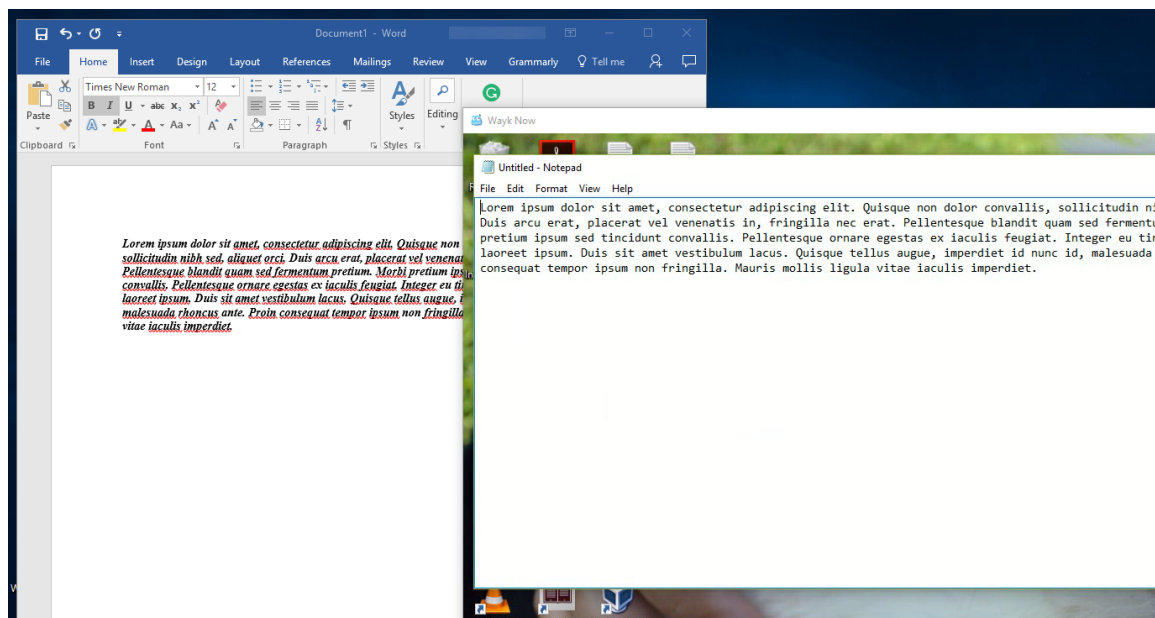 Document1 - Word
File Home Insert Design Layout References Mailings Review View Grammarly Tell me
Times New Roman 12
Paste
B I U abc X₂ X²
A ab A Aa A A
Styles Editing
Clipboard Font Paragraph Styles
Lorem ipsum dolor sit amet, consectetur adipiscing elit. Quisque non
sollicitudin nibh sed, aliquet orci. Duis arcu erat, placerat vel venenat
Pellentesque blandit quam sed fermentum pretium. Morbi pretium ips
convallis. Pellentesque ornare egestas ex iaculis feugiat. Integer eu ti
laoreet ipsum. Duis sit amet vestibulum lacus. Quisque tellus augue, i
malesuada rhoncus ante. Proin consequat tempor ipsum non fringilla
vitae iaculis imperdiet.
Wayk Now
Untitled - Notepad
File Edit Format View Help
Lorem ipsum dolor sit amet, consectetur adipiscing elit. Quisque non dolor convallis, sollicitudin ni
Duis arcu erat, placerat vel venenatis in, fringilla nec erat. Pellentesque blandit quam sed fermentu
pretium ipsum sed tincidunt convallis. Pellentesque ornare egestas ex iaculis feugiat. Integer eu tin
laoreet ipsum. Duis sit amet vestibulum lacus. Quisque tellus augue, imperdiet id nunc id, malesuada
consequat tempor ipsum non fringilla. Mauris mollis ligula vitae iaculis imperdiet.